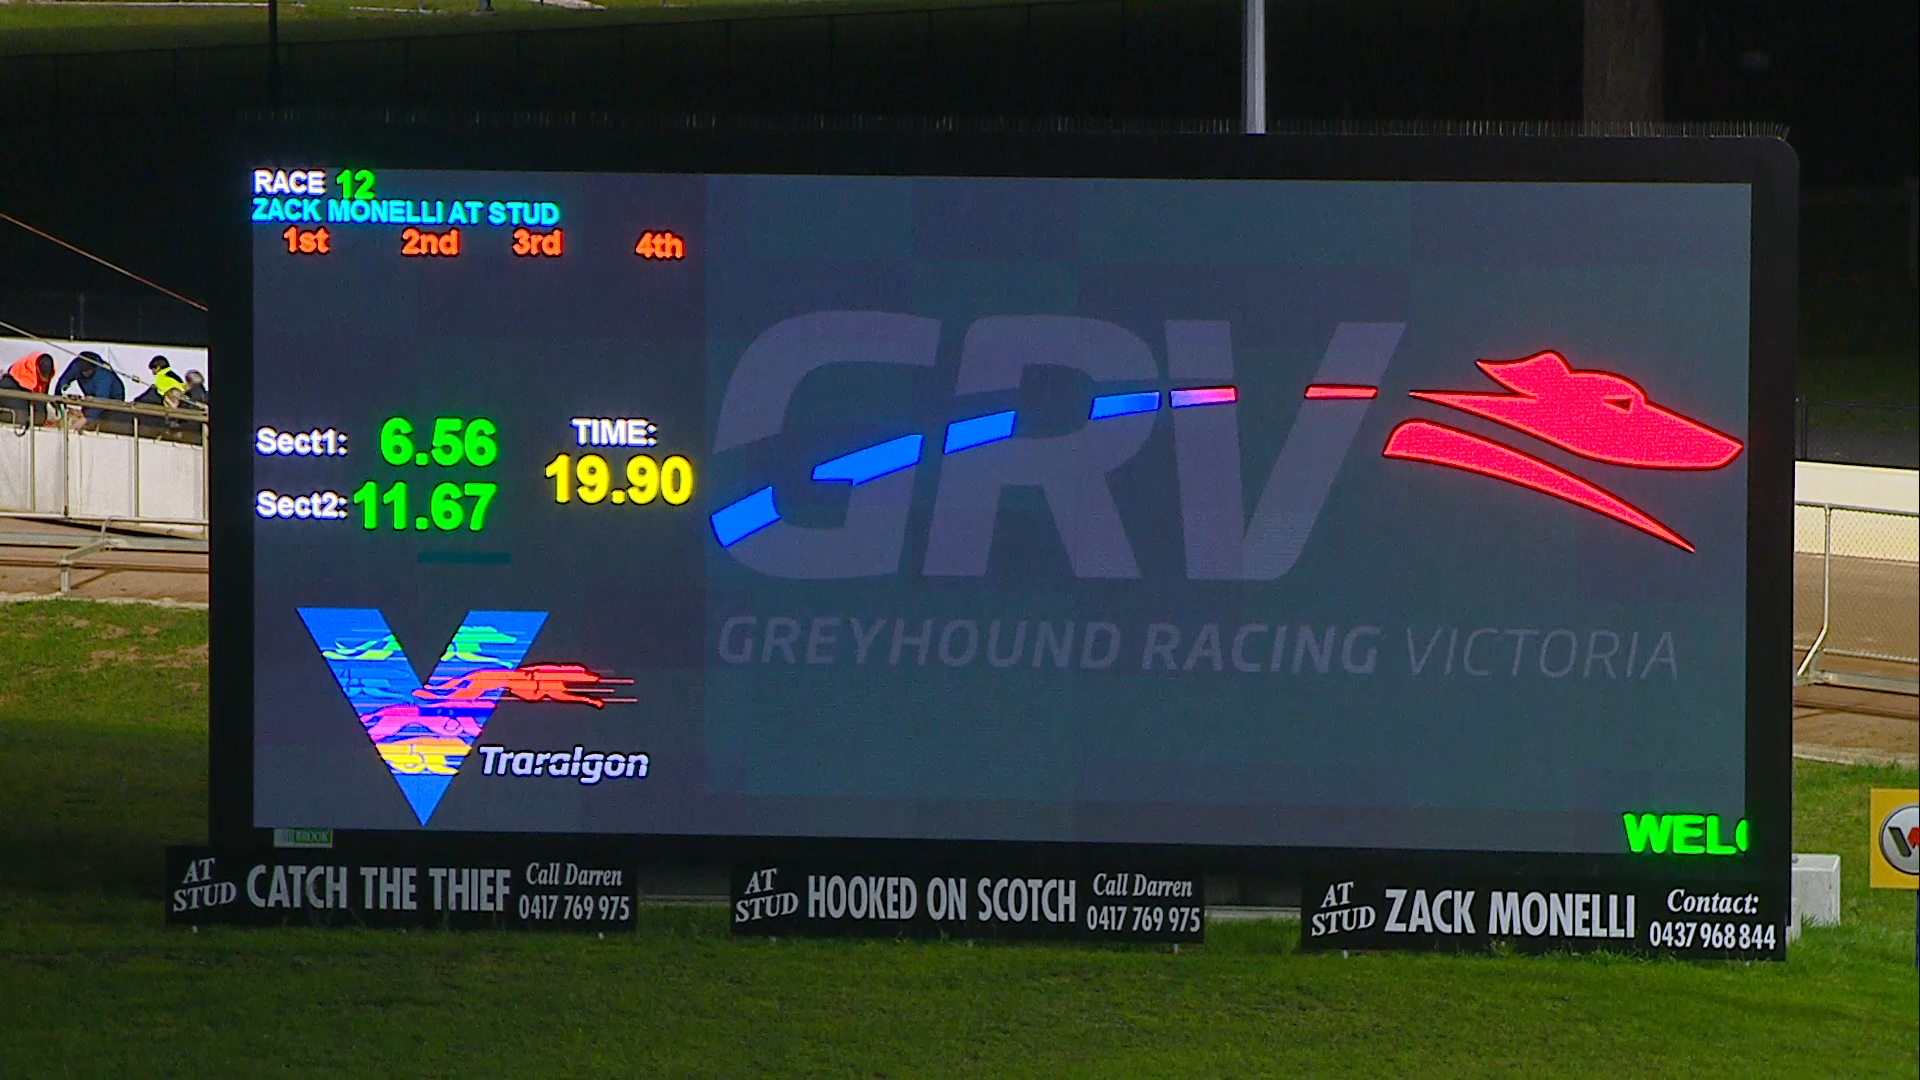 RACE 12
ZACK MONELLI AT STUD
1st 2nd 3rd 4th
Sect1: 6.56
Sect2: 11.67
TIME:
19.90
GRV
GREYHOUND RACING VICTORIA
Traralgon
WEL
BROOK
AT STUD CATCH THE THIEF Call Darren 0417 769 975
AT STUD HOOKED ON SCOTCH Call Darren 0417 769 975
AT STUD ZACK MONELLI Contact: 0437 968 844